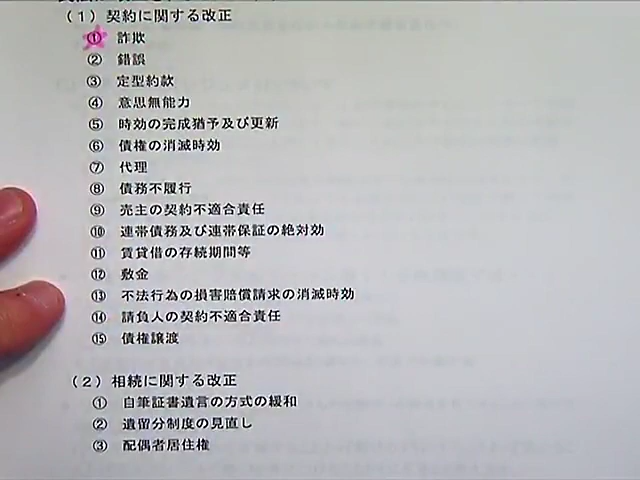 (1)契約に関する改正
① 詐欺
② 錯誤
③ 定型約款
④ 意思無能力
⑤ 時効の完成猶予及び更新
⑥ 債権の消滅時効
⑦ 代理
⑧ 債務不履行
⑨ 売主の契約不適合責任
⑩ 連帯債務及び連帯保証の絶対効
⑪ 賃貸借の存続期間等
⑫ 敷金
⑬ 不法行為の損害賠償請求の消滅時効
⑭ 請負人の契約不適合責任
⑮ 債権譲渡
(2)相続に関する改正
① 自筆証書遺言の方式の緩和
② 遺留分制度の見直し
③ 配偶者居住権